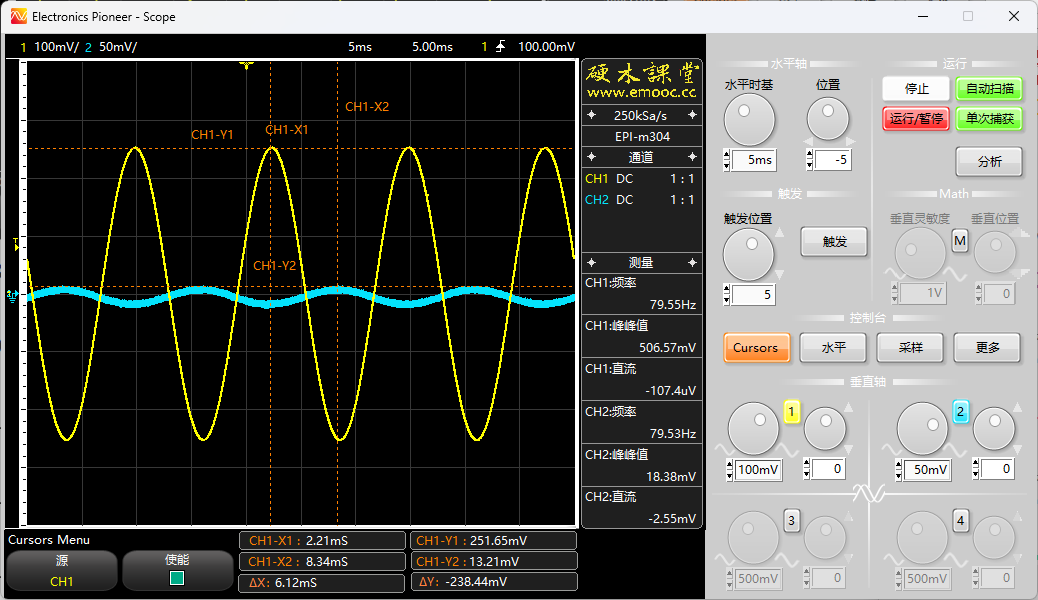 Electronics Pioneer - Scope
1 100mV/ 2 50mV/ 5ms 5.00ms 1 100.00mV
CH1-X2
CH1-Y1 CH1-X1
CH1-Y2
T
硬木課堂
www.emooc.cc
250kSa/s
EPI-m304
通道
CH1 DC 1 : 1
CH2 DC 1 : 1
测量
CH1:频率
79.55Hz
CH1:峰峰值
506.57mV
CH1:直流
-107.4uV
CH2:频率
79.53Hz
CH2:峰峰值
18.38mV
CH2:直流
-2.55mV
Cursors Menu
源
CH1
使能
CH1-X1 : 2.21mS
CH1-X2 : 8.34mS
ΔX: 6.12mS
CH1-Y1 : 251.65mV
CH1-Y2 : 13.21mV
ΔY: -238.44mV
水平轴
水平时基 位置
5ms -5
运行
停止 自动扫描
运行/暂停 单次捕获
分析
触发
触发位置
触发
5
Math
垂直灵敏度 垂直位置
M
1V 0
控制台
Cursors 水平 采样 更多
垂直轴
1 2
100mV 0 50mV 0
3 4
500mV 0 500mV 0